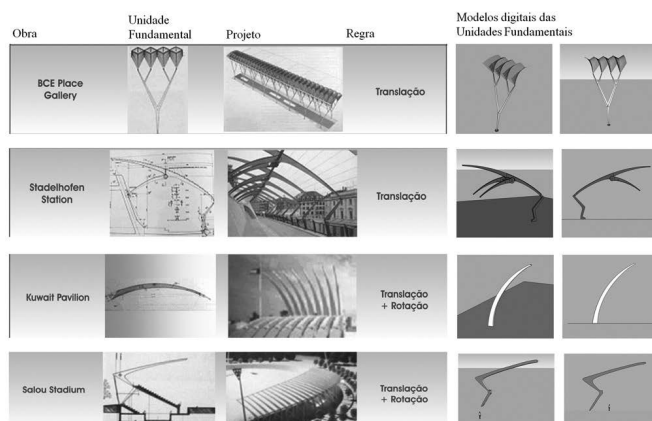 Obra
Unidade
Fundamental
Projeto
Regra
Modelos digitais das
Unidades Fundamentais
BCE Place
Gallery
Translação
Stadelhofen
Station
Translação
Kuwait Pavilion
Translação
+ Rotação
Salou Stadium
Translação
+ Rotação